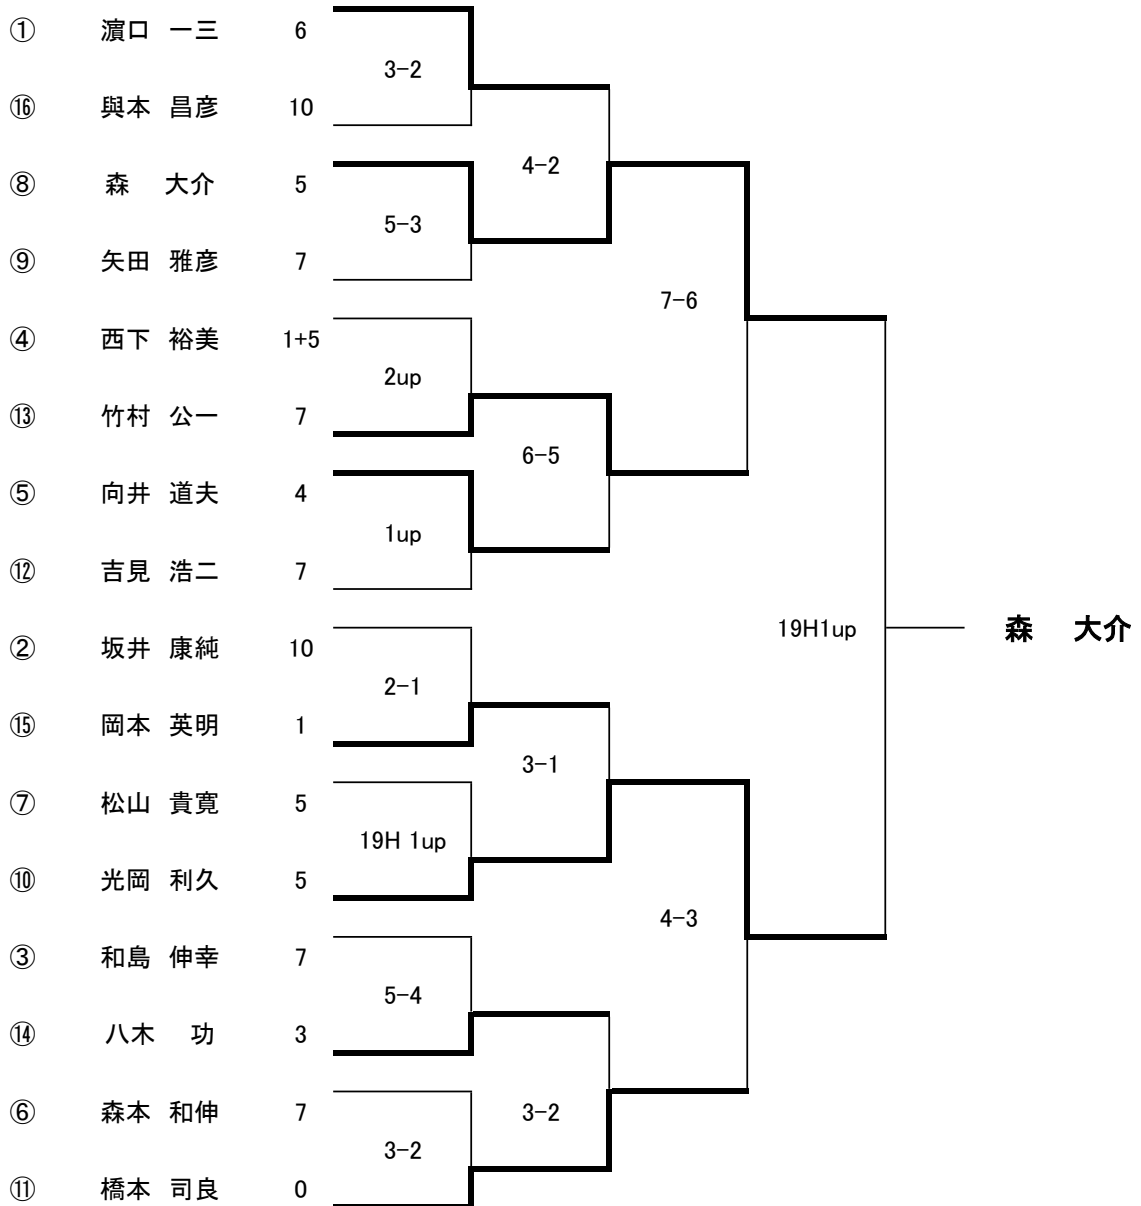 ① 濵口 一三 6
3-2
⑯ 與本 昌彦 10
4-2
⑧ 森 大介 5
5-3
⑨ 矢田 雅彦 7
7-6
④ 西下 裕美 1+5
2up
⑬ 竹村 公一 7
6-5
⑤ 向井 道夫 4
1up
⑫ 吉見 浩二 7
19H1up 森 大介
② 坂井 康純 10
2-1
⑮ 岡本 英明 1
3-1
⑦ 松山 貴寛 5
19H 1up
⑩ 光岡 利久 5
4-3
③ 和島 伸幸 7
5-4
⑭ 八木 功 3
⑥ 森本 和伸 7
3-2
3-2
⑪ 橋本 司良 0